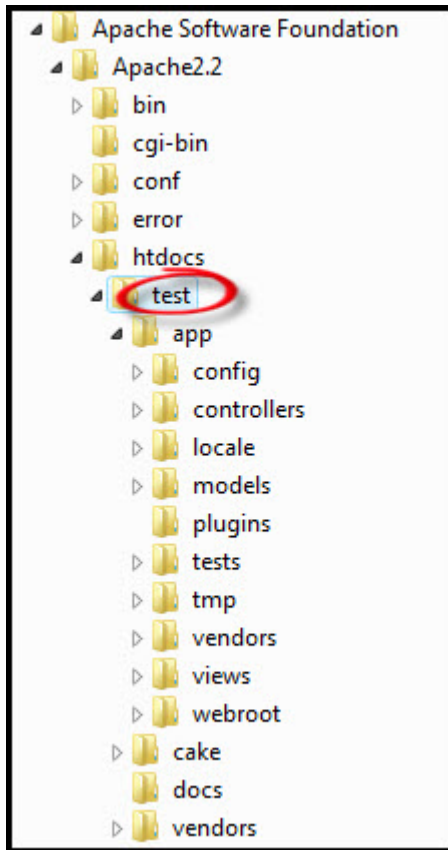 Apache Software Foundation
Apache2.2
bin
cgi-bin
conf
error
htdocs
test
app
config
controllers
locale
models
plugins
tests
tmp
vendors
views
webroot
cake
docs
vendors